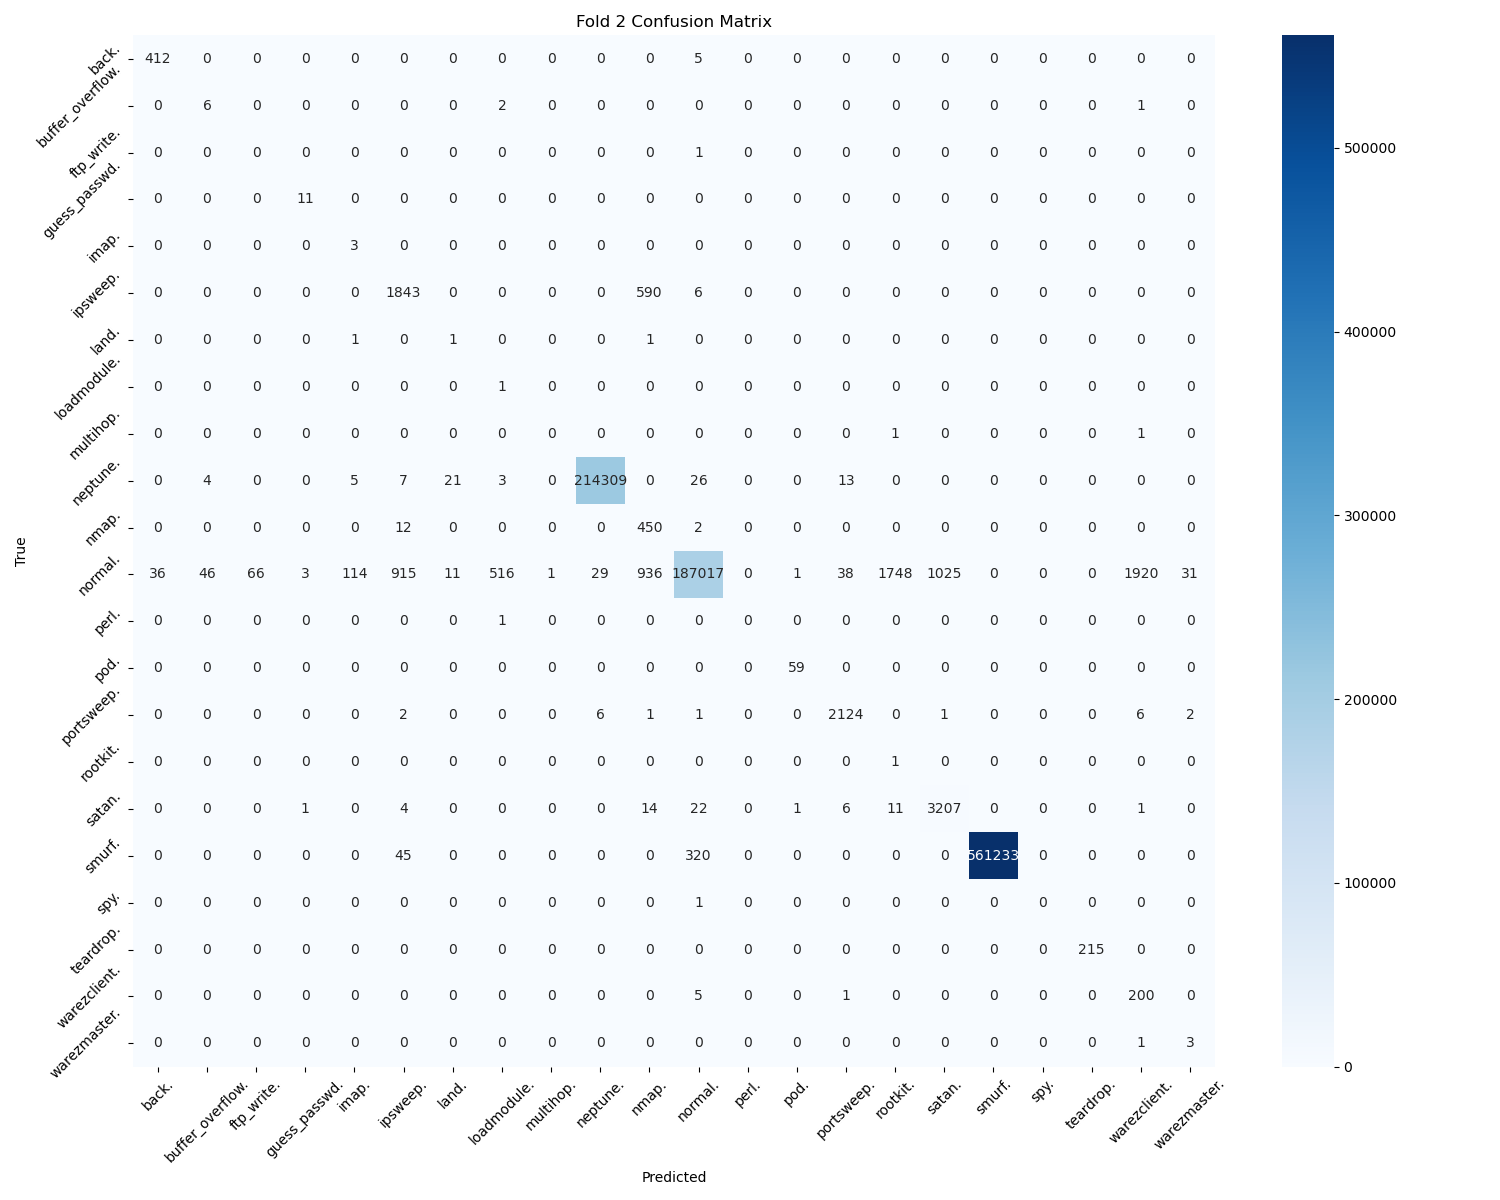 Fold 2 Confusion Matrix
back. 412 0 0 0 0 0 0 0 0 0 0 5 0 0 0 0 0 0 0 0 0 0
buffer_overflow. 0 6 0 0 0 0 0 2 0 0 0 0 0 0 0 0 0 0 0 0 1 0
ftp_write. 0 0 0 0 0 0 0 0 0 0 0 1 0 0 0 0 0 0 0 0 0 0
guess_passwd. 0 0 0 11 0 0 0 0 0 0 0 0 0 0 0 0 0 0 0 0 0 0
imap. 0 0 0 0 3 0 0 0 0 0 0 0 0 0 0 0 0 0 0 0 0 0
ipsweep. 0 0 0 0 0 1843 0 0 0 0 590 6 0 0 0 0 0 0 0 0 0 0
land. 0 0 0 0 1 0 1 0 0 0 1 0 0 0 0 0 0 0 0 0 0 0
loadmodule. 0 0 0 0 0 0 0 1 0 0 0 0 0 0 0 0 0 0 0 0 0 0
multihop. 0 0 0 0 0 0 0 0 0 0 0 0 0 0 0 1 0 0 0 0 1 0
neptune. 0 4 0 0 5 7 21 3 0 214309 0 26 0 0 13 0 0 0 0 0 0 0
nmap. 0 0 0 0 0 12 0 0 0 0 450 2 0 0 0 0 0 0 0 0 0 0
normal. 36 46 66 3 114 915 11 516 1 29 936 187017 0 1 38 1748 1025 0 0 0 1920 31
perl. 0 0 0 0 0 0 0 1 0 0 0 0 0 0 0 0 0 0 0 0 0 0
pod. 0 0 0 0 0 0 0 0 0 0 0 0 0 59 0 0 0 0 0 0 0 0
portsweep. 0 0 0 0 0 2 0 0 0 6 1 1 0 0 2124 0 1 0 0 0 6 2
rootkit. 0 0 0 0 0 0 0 0 0 0 0 0 0 0 0 1 0 0 0 0 0 0
satan. 0 0 0 1 0 4 0 0 0 0 14 22 0 1 6 11 3207 0 0 0 1 0
smurf. 0 0 0 0 0 45 0 0 0 0 0 320 0 0 0 0 0 561233 0 0 0 0
spy. 0 0 0 0 0 0 0 0 0 0 0 1 0 0 0 0 0 0 0 0 0 0
teardrop. 0 0 0 0 0 0 0 0 0 0 0 0 0 0 0 0 0 0 0 215 0 0
warezclient. 0 0 0 0 0 0 0 0 0 0 0 5 0 0 1 0 0 0 0 0 200 0
warezmaster. 0 0 0 0 0 0 0 0 0 0 0 0 0 0 0 0 0 0 0 0 1 3
True
back. buffer_overflow. ftp_write. guess_passwd. imap. ipsweep. land. loadmodule. multihop. neptune. nmap. normal. perl. pod. portsweep. rootkit. satan. smurf. spy. teardrop. warezclient. warezmaster.
Predicted
500000
400000
300000
200000
100000
0